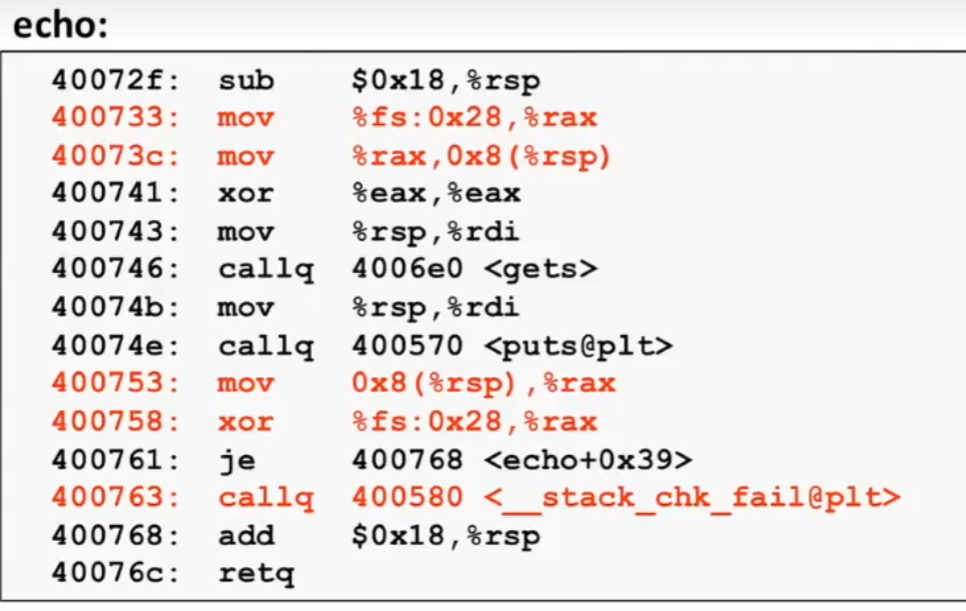 echo:
40072f: sub $0x18,%rsp
400733: mov %fs:0x28,%rax
40073c: mov %rax,0x8(%rsp)
400741: xor %eax,%eax
400743: mov %rsp,%rdi
400746: callq 4006e0 <gets>
40074b: mov %rsp,%rdi
40074e: callq 400570 <puts@plt>
400753: mov 0x8(%rsp),%rax
400758: xor %fs:0x28,%rax
400761: je 400768 <echo+0x39>
400763: callq 400580 <__stack_chk_fail@plt>
400768: add $0x18,%rsp
40076c: retq